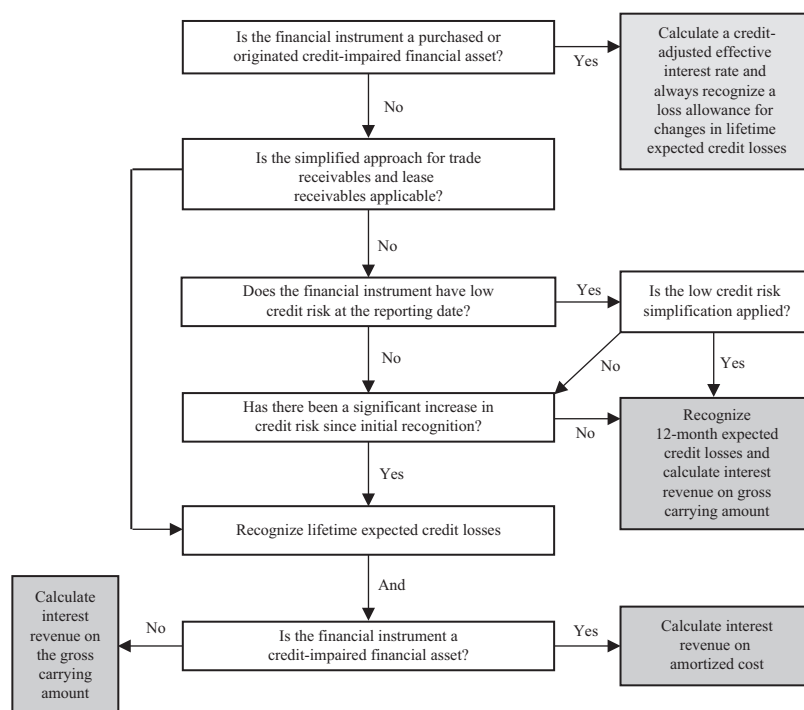 Is the financial instrument a purchased or
originated credit-impaired financial asset?
Yes
Calculate a credit-
adjusted effective
interest rate and
always recognize a
loss allowance for
changes in lifetime
expected credit losses
No
Is the simplified approach for trade
receivables and lease
receivables applicable?
No
Does the financial instrument have low
credit risk at the reporting date?
Yes
Is the low credit risk
simplification applied?
No
No
Yes
Has there been a significant increase in
credit risk since initial recognition?
No
Recognize
12-month expected
credit losses and
calculate interest
revenue on gross
carrying amount
Yes
Recognize lifetime expected credit losses
And
Calculate
interest
revenue on
the gross
carrying
amount
No
Is the financial instrument a
credit-impaired financial asset?
Yes
Calculate interest
revenue on
amortized cost